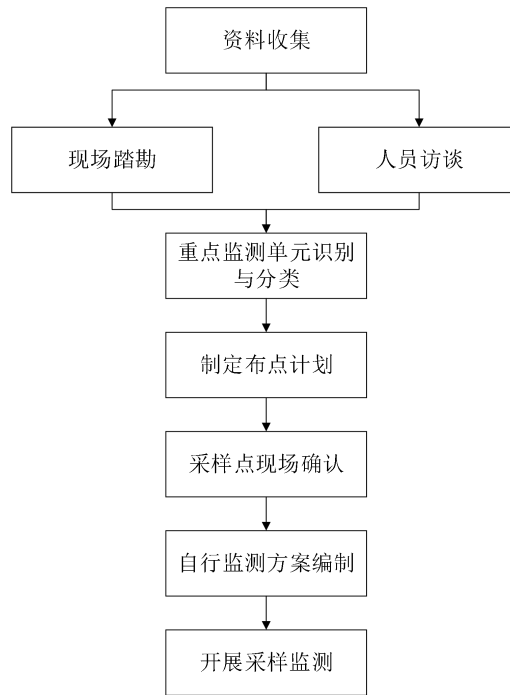 资料收集
现场踏勘
人员访谈
重点监测单元识别
与分类
制定布点计划
采样点现场确认
自行监测方案编制
开展采样监测